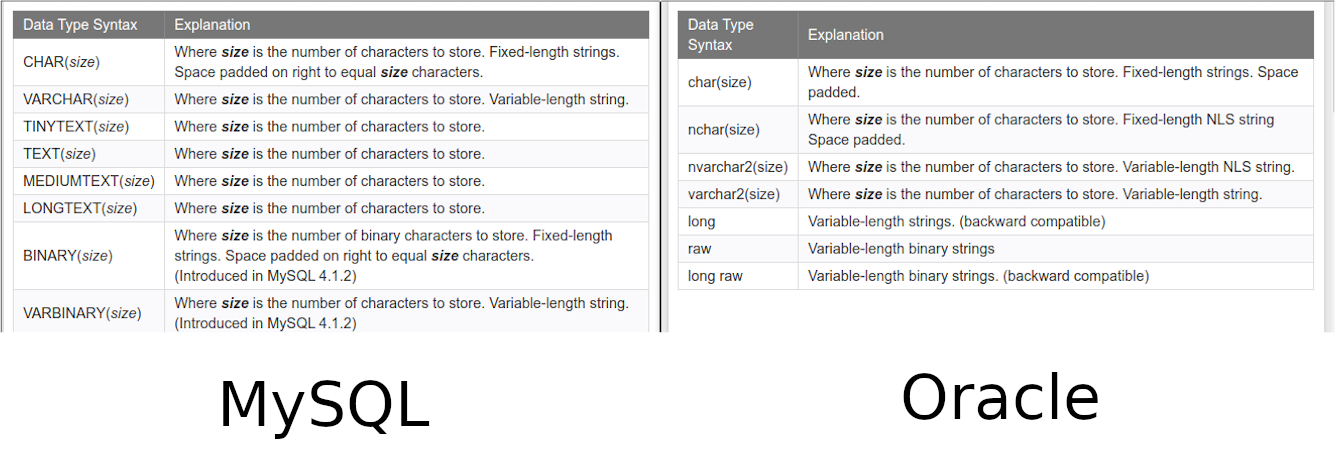 Data Type Syntax Explanation
CHAR(size) Where size is the number of characters to store. Fixed-length strings.
Space padded on right to equal size characters.
VARCHAR(size) Where size is the number of characters to store. Variable-length string.
TINYTEXT(size) Where size is the number of characters to store.
TEXT(size) Where size is the number of characters to store.
MEDIUMTEXT(size) Where size is the number of characters to store.
LONGTEXT(size) Where size is the number of characters to store.
BINARY(size) Where size is the number of binary characters to store. Fixed-length
strings. Space padded on right to equal size characters.
(Introduced in MySQL 4.1.2)
VARBINARY(size) Where size is the number of characters to store. Variable-length string.
(Introduced in MySQL 4.1.2)
MySQL
Data Type
Syntax
Explanation
char(size) Where size is the number of characters to store. Fixed-length strings. Space
padded.
nchar(size) Where size is the number of characters to store. Fixed-length NLS string
Space padded.
nvarchar2(size) Where size is the number of characters to store. Variable-length NLS string.
varchar2(size) Where size is the number of characters to store. Variable-length string.
long Variable-length strings. (backward compatible)
raw Variable-length binary strings
long raw Variable-length binary strings. (backward compatible)
Oracle